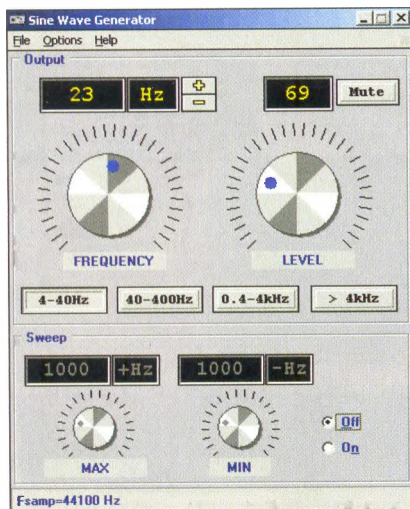 Sine Wave Generator
File Options Help
Output
23 Hz + − 69 Mute
FREQUENCY LEVEL
4-40Hz 40-400Hz 0.4-4kHz > 4kHz
Sweep
1000 +Hz 1000 -Hz
Off
On
MAX MIN
Fsamp=44100 Hz